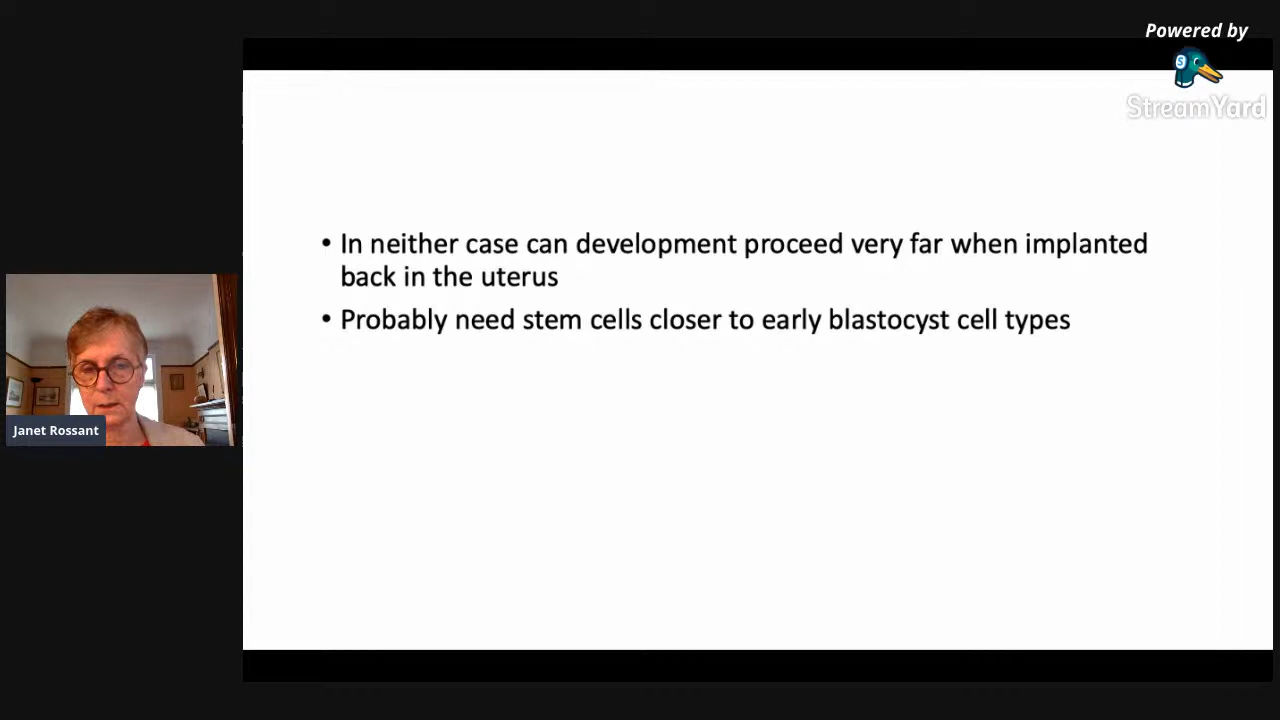 Powered by
StreamYard
• In neither case can development proceed very far when implanted
back in the uterus
• Probably need stem cells closer to early blastocyst cell types
Janet Rossant